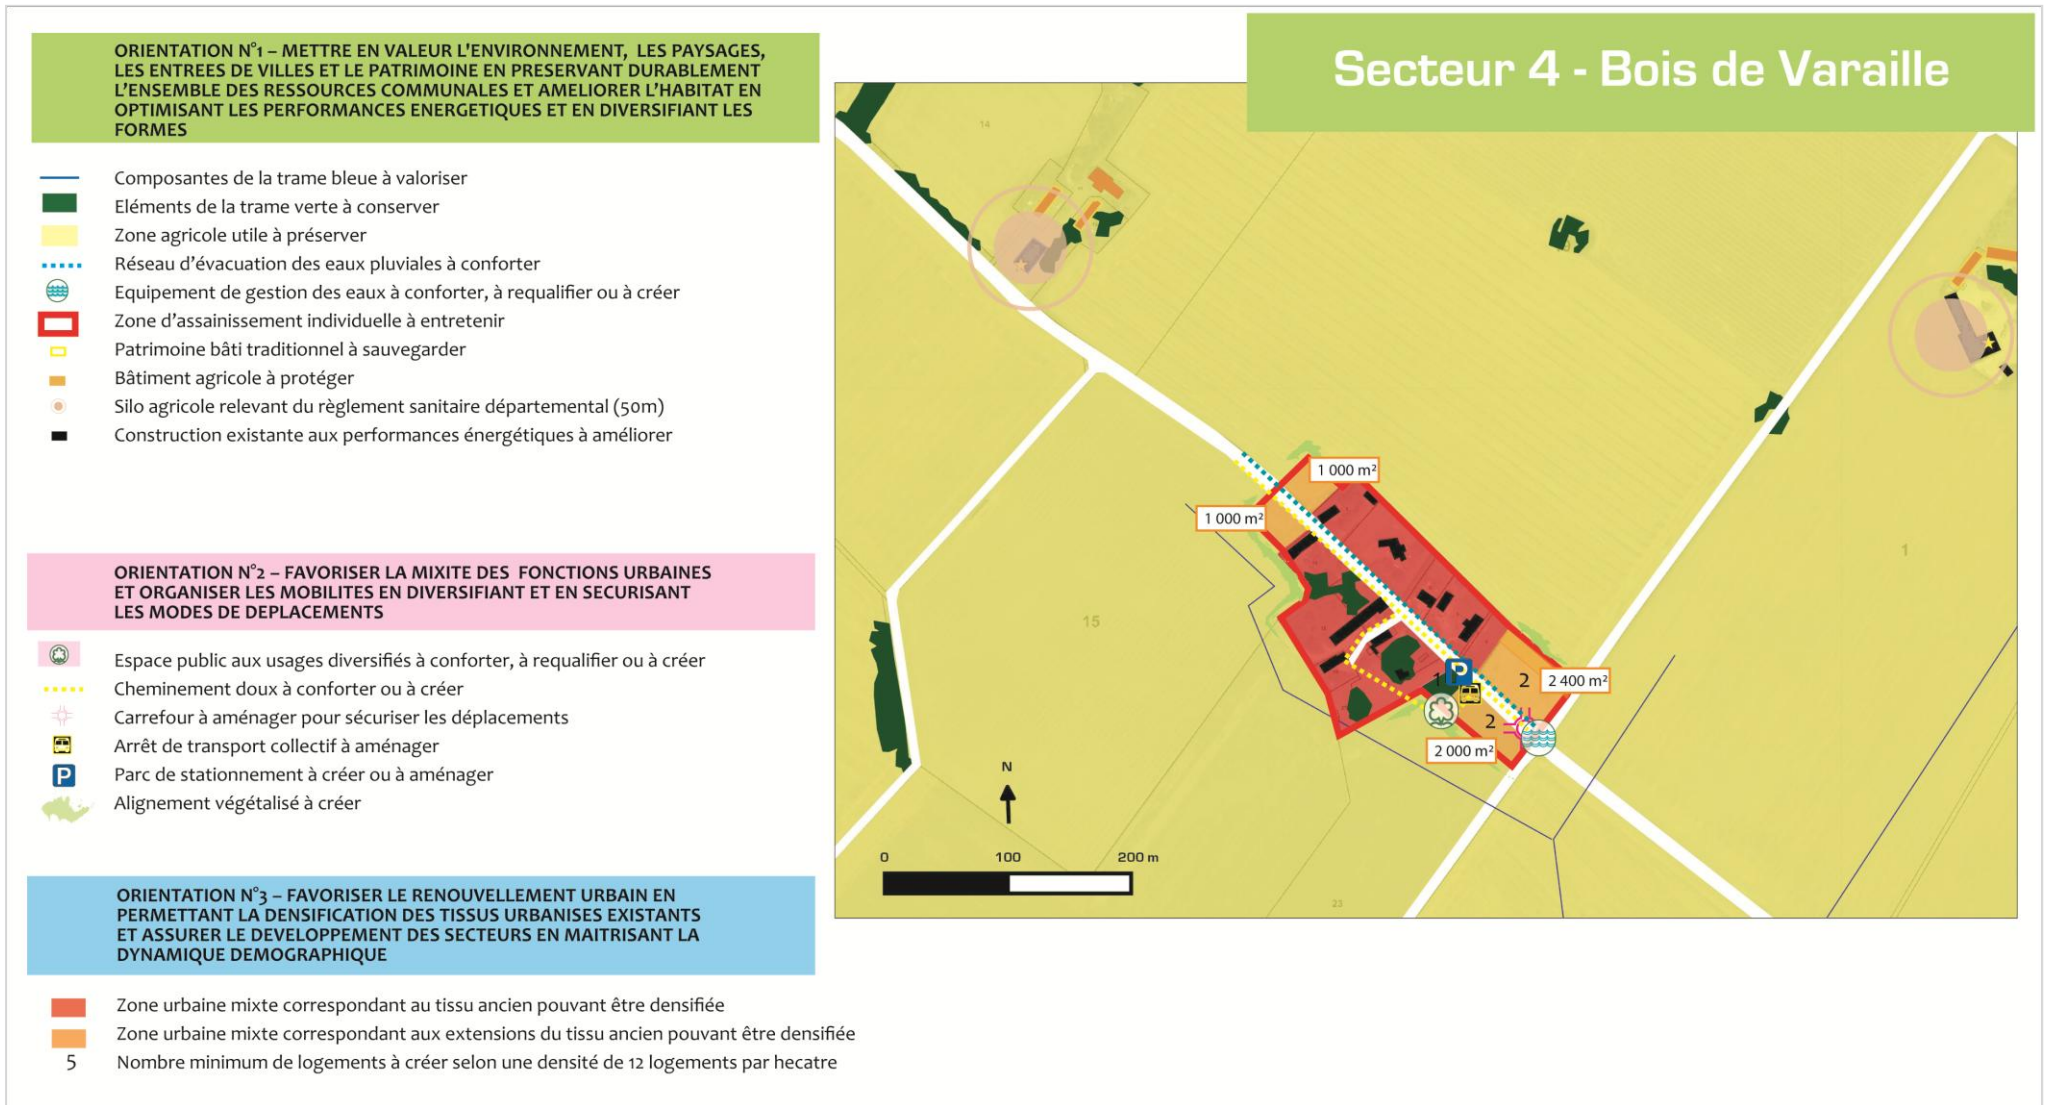 Secteur 4 - Bois de Varaille
ORIENTATION N°1 – METTRE EN VALEUR L'ENVIRONNEMENT, LES PAYSAGES,
LES ENTREES DE VILLES ET LE PATRIMOINE EN PRESERVANT DURABLEMENT
L'ENSEMBLE DES RESSOURCES COMMUNALES ET AMELIORER L'HABITAT EN
OPTIMISANT LES PERFORMANCES ENERGETIQUES ET EN DIVERSIFIANT LES
FORMES
Composantes de la trame bleue à valoriser
Eléments de la trame verte à conserver
Zone agricole utile à préserver
Réseau d'évacuation des eaux pluviales à conforter
Equipement de gestion des eaux à conforter, à requalifier ou à créer
Zone d'assainissement individuelle à entretenir
Patrimoine bâti traditionnel à sauvegarder
Bâtiment agricole à protéger
Silo agricole relevant du règlement sanitaire départemental (50m)
Construction existante aux performances énergétiques à améliorer
ORIENTATION N°2 – FAVORISER LA MIXITE DES FONCTIONS URBAINES
ET ORGANISER LES MOBILITES EN DIVERSIFIANT ET EN SECURISANT
LES MODES DE DEPLACEMENTS
Espace public aux usages diversifiés à conforter, à requalifier ou à créer
Cheminement doux à conforter ou à créer
Carrefour à aménager pour sécuriser les déplacements
Arrêt de transport collectif à aménager
P Parc de stationnement à créer ou à aménager
Alignement végétalisé à créer
ORIENTATION N°3 – FAVORISER LE RENOUVELLEMENT URBAIN EN
PERMETTANT LA DENSIFICATION DES TISSUS URBANISES EXISTANTS
ET ASSURER LE DEVELOPPEMENT DES SECTEURS EN MAITRISANT LA
DYNAMIQUE DEMOGRAPHIQUE
Zone urbaine mixte correspondant au tissu ancien pouvant être densifiée
Zone urbaine mixte correspondant aux extensions du tissu ancien pouvant être densifiée
5 Nombre minimum de logements à créer selon une densité de 12 logements par hecatre
14
1 000 m²
1 000 m²
1
15
P
1
2
2 400 m²
2
2 000 m²
N
0 100 200 m
23